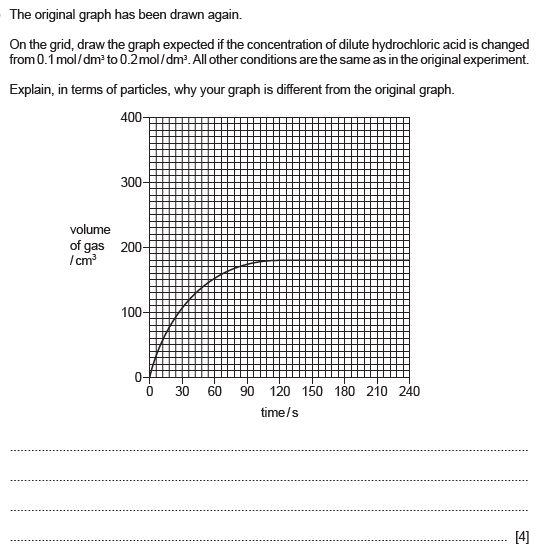 The original graph has been drawn again.
On the grid, draw the graph expected if the concentration of dilute hydrochloric acid is changed
from 0.1 mol/dm³ to 0.2 mol/dm³. All other conditions are the same as in the original experiment.
Explain, in terms of particles, why your graph is different from the original graph.
400
300
volume
of gas
/cm³
200
100
0
0 30 60 90 120 150 180 210 240
time/s
[4]